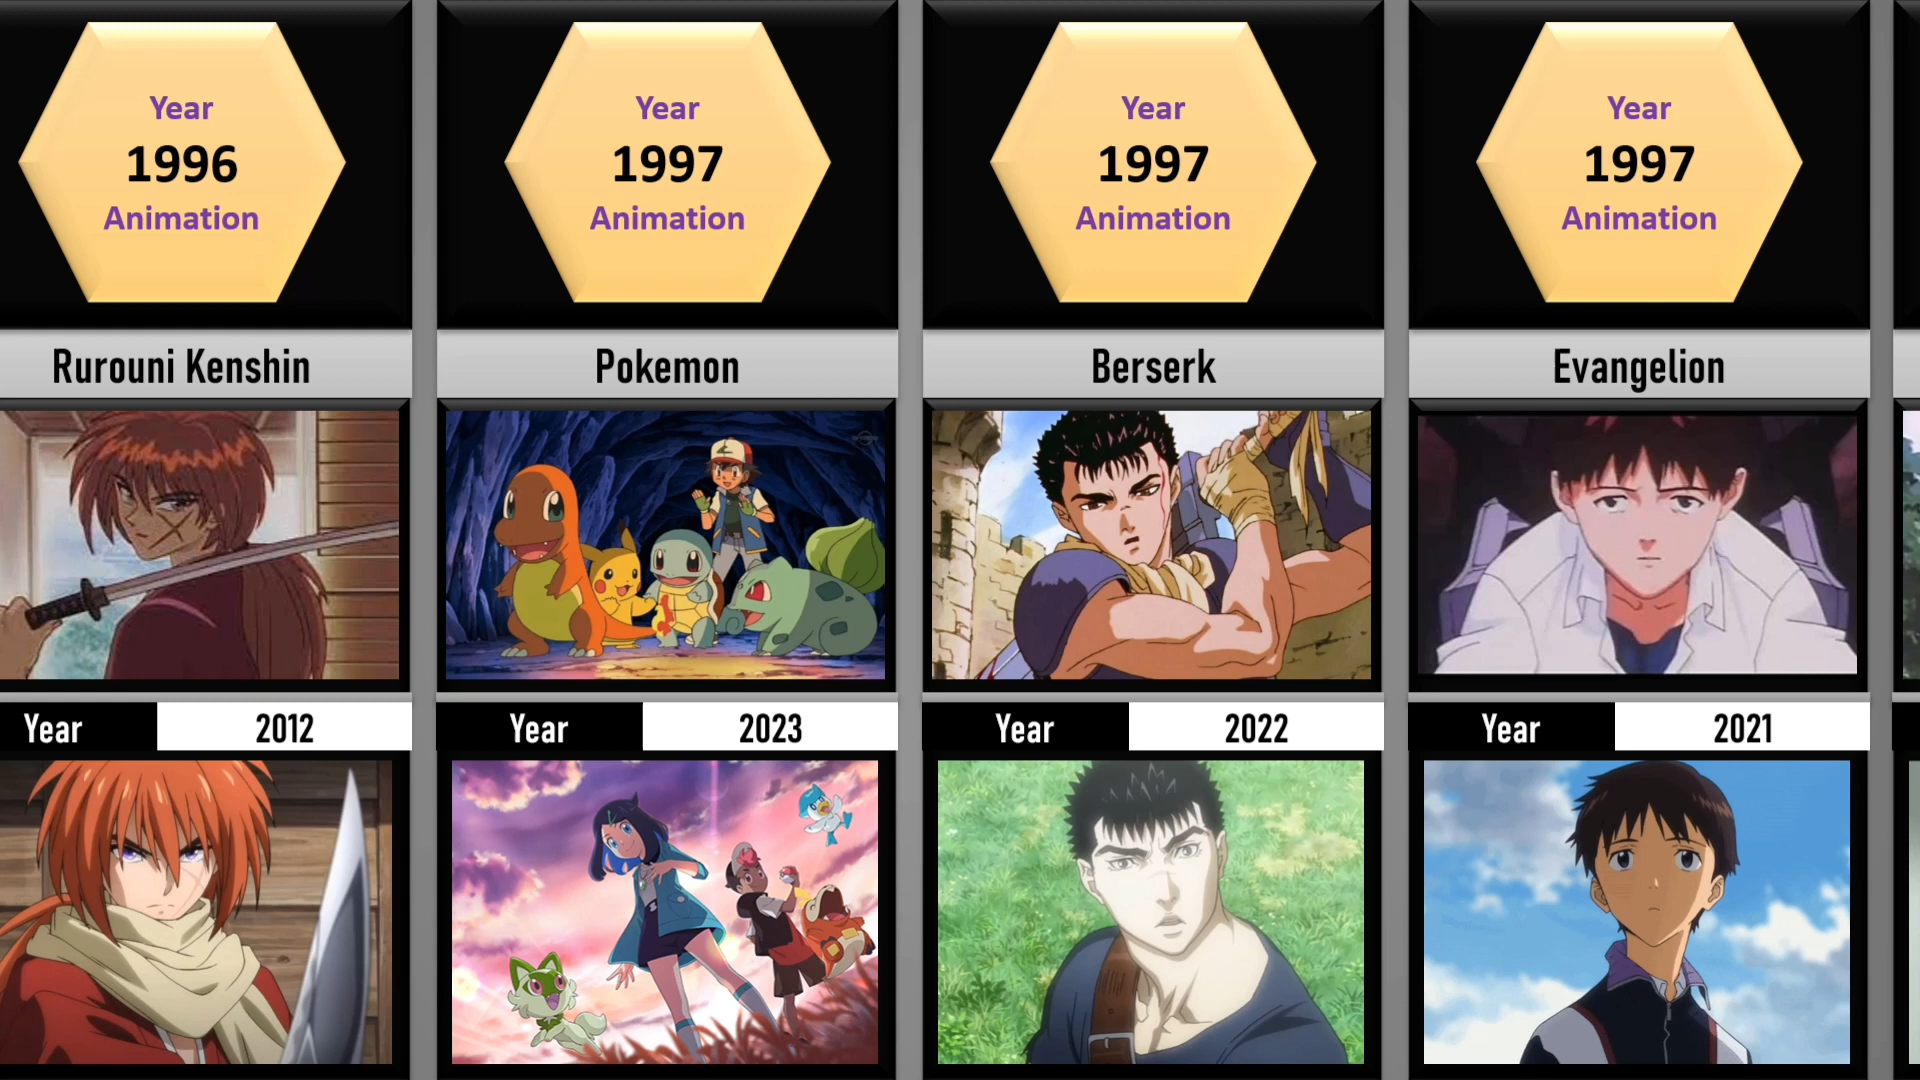 Year
1996
Animation
Rurouni Kenshin
Year 2012
Year
1997
Animation
Pokemon
Year 2023
Year
1997
Animation
Berserk
Year 2022
Year
1997
Animation
Evangelion
Year 2021